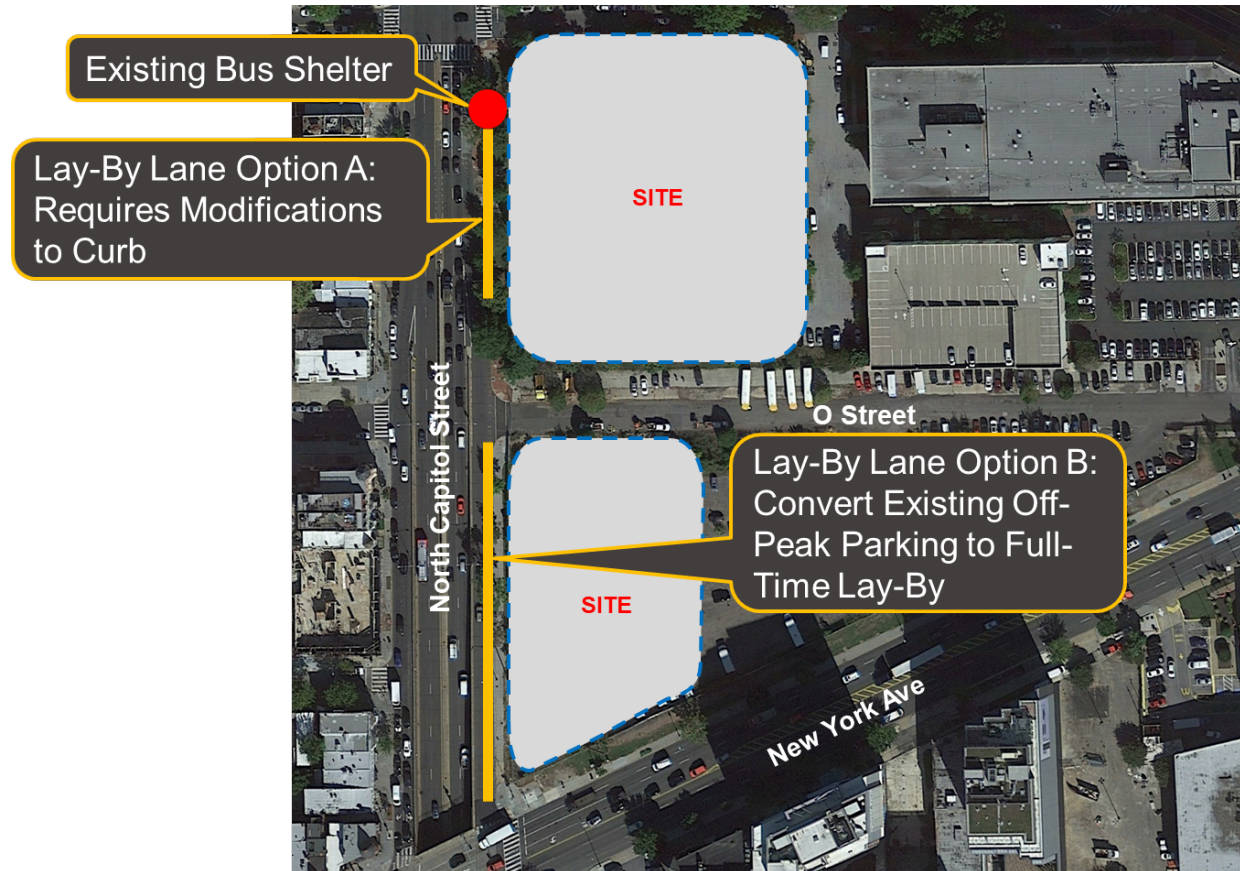 Existing Bus Shelter
Lay-By Lane Option A:
Requires Modifications
to Curb
SITE
North Capitol Street
O Street
Lay-By Lane Option B:
Convert Existing Off-
Peak Parking to Full-
Time Lay-By
SITE
New York Ave